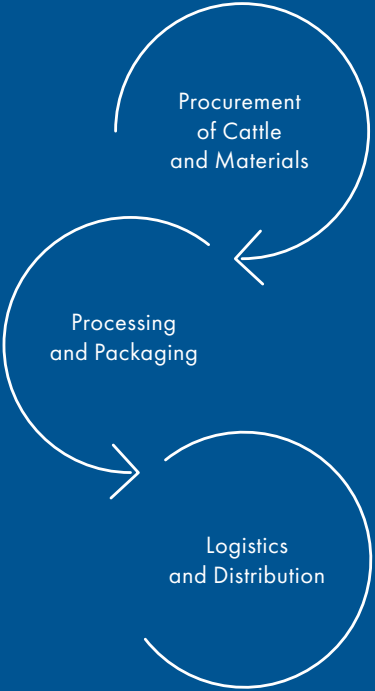 Procurement
of Cattle
and Materials
Processing
and Packaging
Logistics
and Distribution